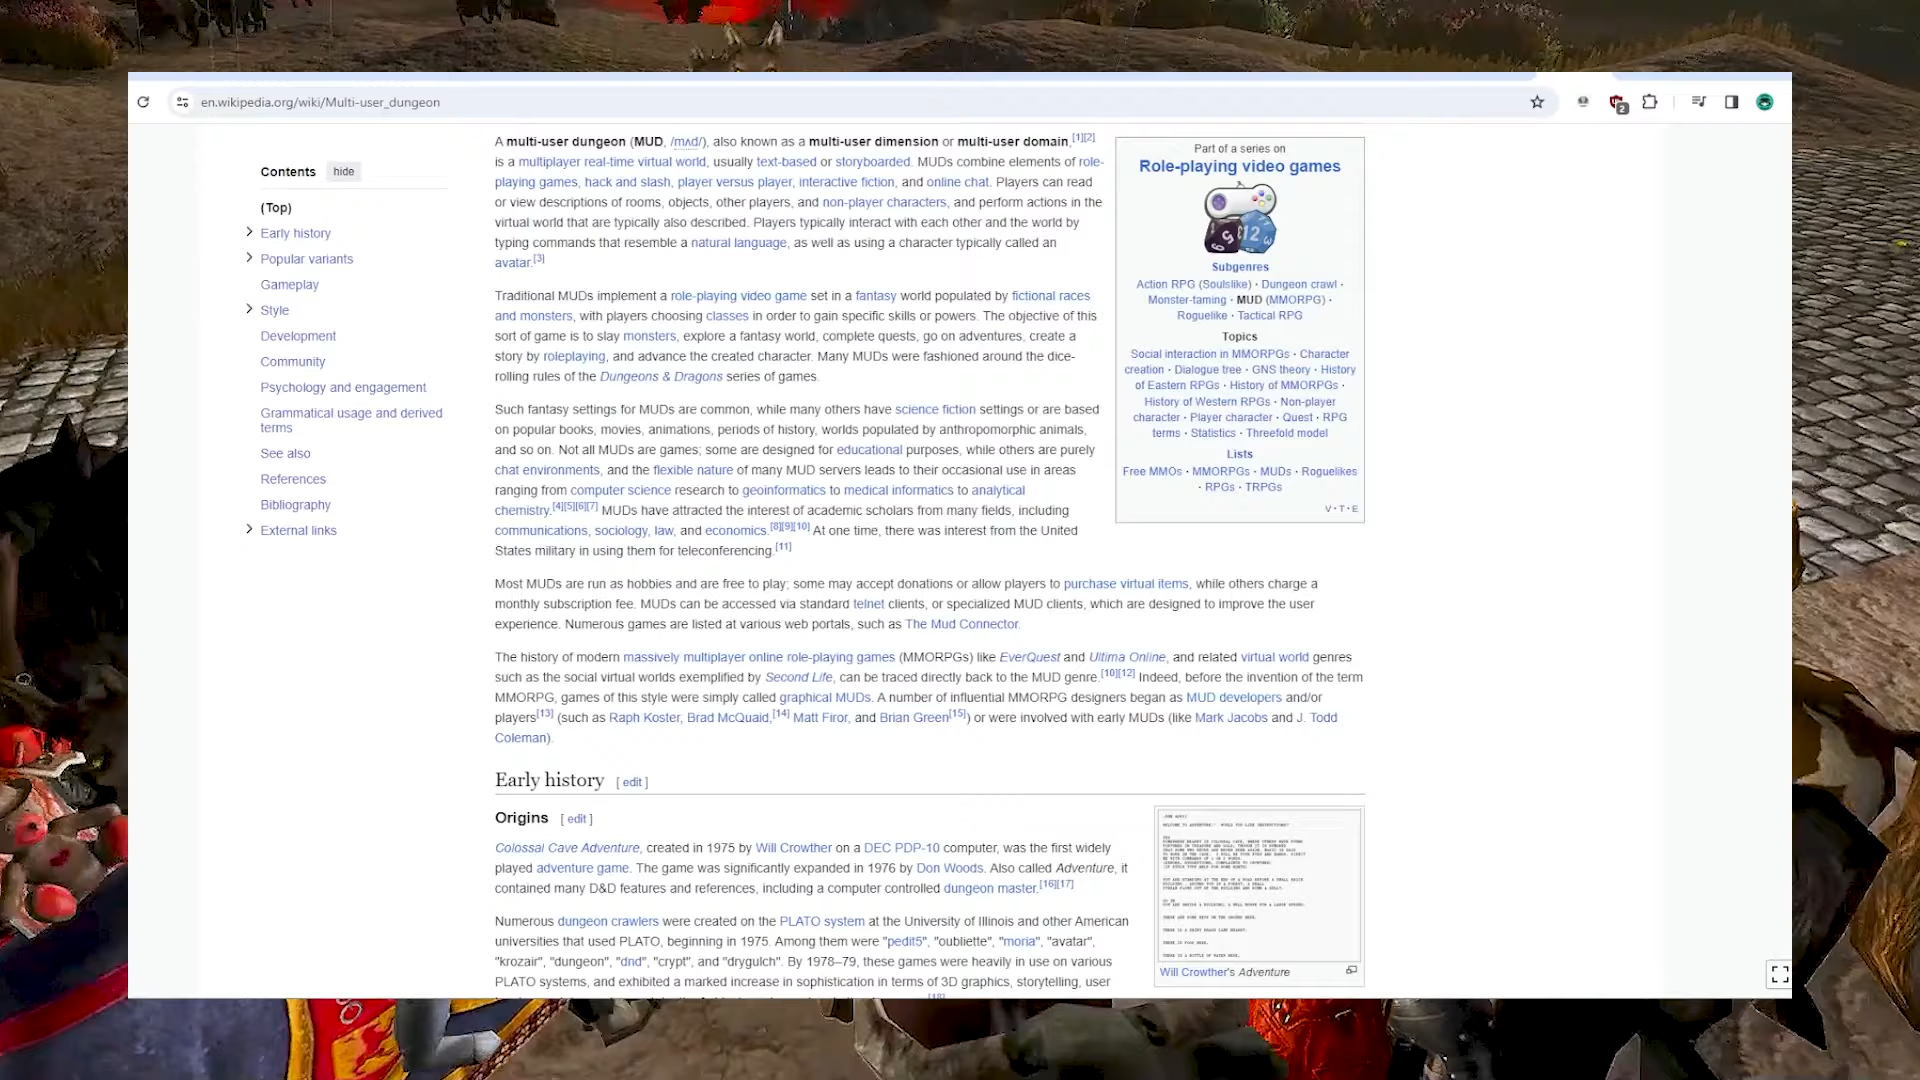 en.wikipedia.org/wiki/Multi-user_dungeon
2
Contents hide
(Top)
Early history
Popular variants
Gameplay
Style
Development
Community
Psychology and engagement
Grammatical usage and derived
terms
See also
References
Bibliography
External links
A multi-user dungeon (MUD, /mʌd/), also known as a multi-user dimension or multi-user domain,[1][2]
is a multiplayer real-time virtual world, usually text-based or storyboarded. MUDs combine elements of role-
playing games, hack and slash, player versus player, interactive fiction, and online chat. Players can read
or view descriptions of rooms, objects, other players, and non-player characters, and perform actions in the
virtual world that are typically also described. Players typically interact with each other and the world by
typing commands that resemble a natural language, as well as using a character typically called an
avatar.[3]
Traditional MUDs implement a role-playing video game set in a fantasy world populated by fictional races
and monsters, with players choosing classes in order to gain specific skills or powers. The objective of this
sort of game is to slay monsters, explore a fantasy world, complete quests, go on adventures, create a
story by roleplaying, and advance the created character. Many MUDs were fashioned around the dice-
rolling rules of the Dungeons & Dragons series of games.
Such fantasy settings for MUDs are common, while many others have science fiction settings or are based
on popular books, movies, animations, periods of history, worlds populated by anthropomorphic animals,
and so on. Not all MUDs are games; some are designed for educational purposes, while others are purely
chat environments, and the flexible nature of many MUD servers leads to their occasional use in areas
ranging from computer science research to geoinformatics to medical informatics to analytical
chemistry.[4][5][6][7] MUDs have attracted the interest of academic scholars from many fields, including
communications, sociology, law, and economics.[8][9][10] At one time, there was interest from the United
States military in using them for teleconferencing.[11]
Most MUDs are run as hobbies and are free to play; some may accept donations or allow players to purchase virtual items, while others charge a
monthly subscription fee. MUDs can be accessed via standard telnet clients, or specialized MUD clients, which are designed to improve the user
experience. Numerous games are listed at various web portals, such as The Mud Connector.
The history of modern massively multiplayer online role-playing games (MMORPGs) like EverQuest and Ultima Online, and related virtual world genres
such as the social virtual worlds exemplified by Second Life, can be traced directly back to the MUD genre.[10][12] Indeed, before the invention of the term
MMORPG, games of this style were simply called graphical MUDs. A number of influential MMORPG designers began as MUD developers and/or
players[13] (such as Raph Koster, Brad McQuaid,[14] Matt Firor, and Brian Green[15]) or were involved with early MUDs (like Mark Jacobs and J. Todd
Coleman).
Part of a series on
Role-playing video games
Subgenres
Action RPG (Soulslike) · Dungeon crawl ·
Monster-taming · MUD (MMORPG) ·
Roguelike · Tactical RPG
Topics
Social interaction in MMORPGs · Character
creation · Dialogue tree · GNS theory · History
of Eastern RPGs · History of MMORPGs ·
History of Western RPGs · Non-player
character · Player character · Quest · RPG
terms · Statistics · Threefold model
Lists
Free MMOs · MMORPGs · MUDs · Roguelikes
· RPGs · TRPGs
V · T · E
Early history [ edit ]
Origins [ edit ]
Colossal Cave Adventure, created in 1975 by Will Crowther on a DEC PDP-10 computer, was the first widely
played adventure game. The game was significantly expanded in 1976 by Don Woods. Also called Adventure, it
contained many D&D features and references, including a computer controlled dungeon master.[16][17]
Numerous dungeon crawlers were created on the PLATO system at the University of Illinois and other American
universities that used PLATO, beginning in 1975. Among them were "pedit5", "oubliette", "moria", "avatar",
"krozair", "dungeon", "dnd", "crypt", and "drygulch". By 1978–79, these games were heavily in use on various
PLATO systems, and exhibited a marked increase in sophistication in terms of 3D graphics, storytelling, user
[18]
Will Crowther's Adventure